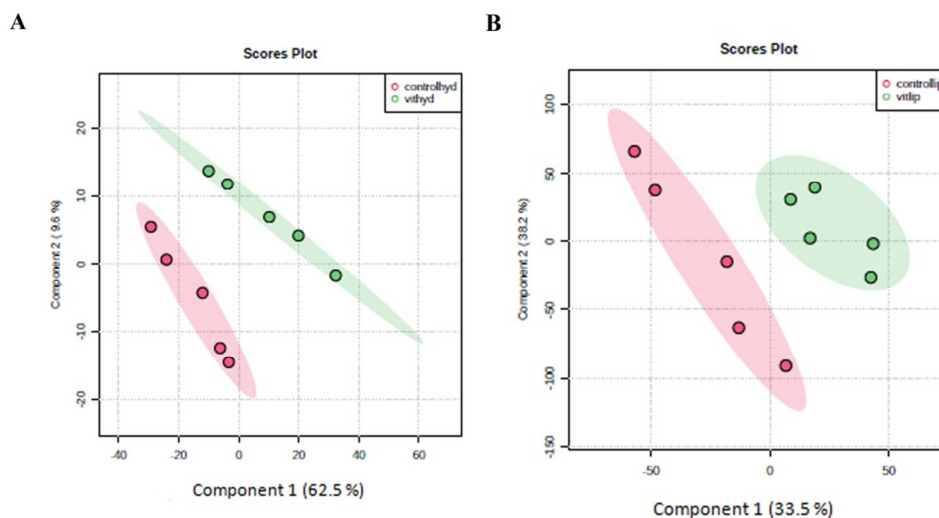 A
Scores Plot
controlhyd
vithyd
20
10
0
-10
-20
Component 2 ( 9.6 %)
-40
-20
0
20
40
60
Component 1 (62.5 %)
B
Scores Plot
controllip
vitlip
100
50
0
-50
-100
-150
Component 2 (38.2 %)
-50
0
50
Component 1 (33.5 %)